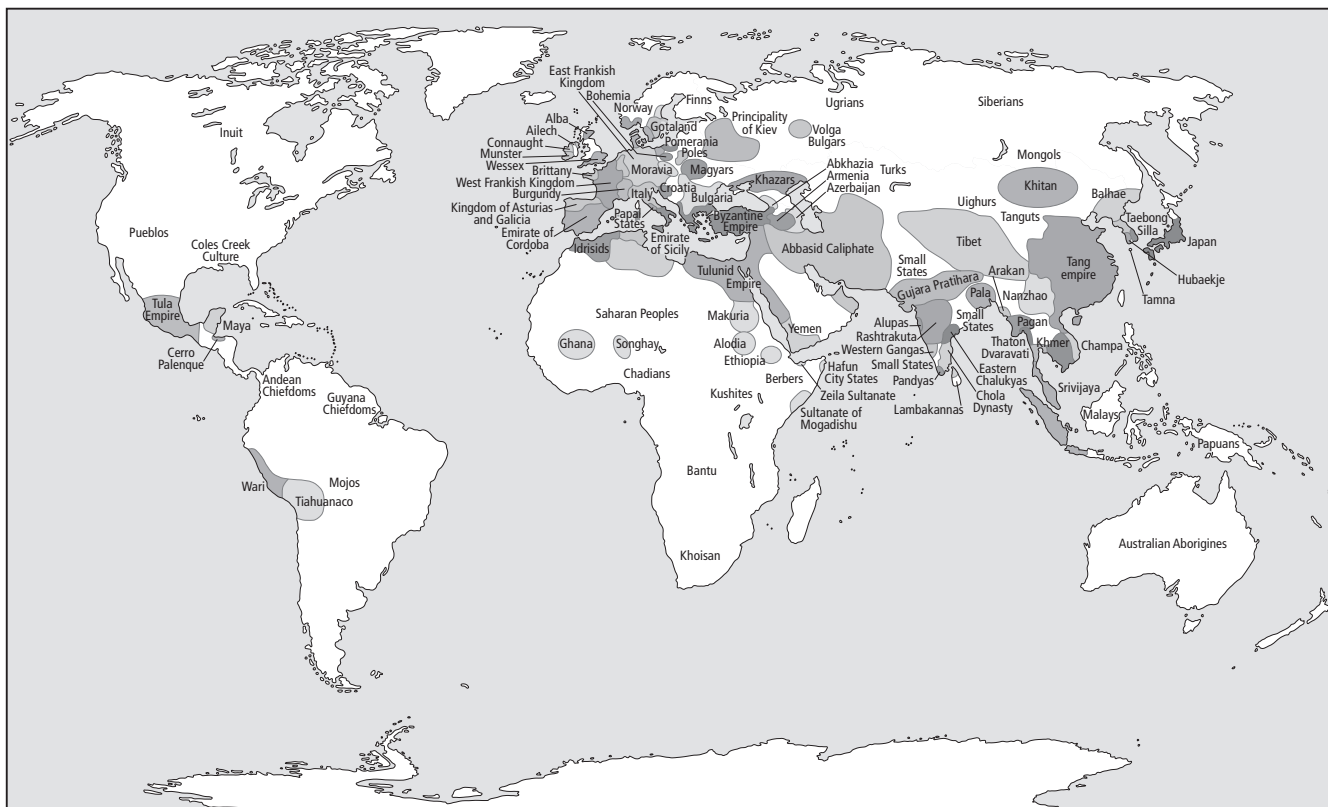 Inuit
Pueblos
Coles Creek
Culture
Tula
Empire
Maya
Cerro
Palenque
Andean
Chiefdoms
Guyana
Chiefdoms
Wari
Mojos
Tiahuanaco
East Frankish
Kingdom
Bohemia
Norway
Finns
Alba
Ailech
Connaught
Munster
Wessex
Brittany
West Frankish Kingdom
Burgundy
Kingdom of Asturias
and Galicia
Emirate of
Cordoba
Gotaland
Pomerania
Poles
Moravia
Magyars
Croatia
Italy
Bulgaria
Papal
States
Byzantine
Empire
Emirate
of Sicily
Idrisids
Principality
of Kiev
Volga
Bulgars
Khazars
Ugrians
Siberians
Abkhazia
Armenia
Azerbaijan
Turks
Mongols
Khitan
Uighurs
Tanguts
Balhae
Taebong
Silla
Japan
Hubaekje
Tamna
Tang
empire
Tibet
Abbasid Caliphate
Small
States
Gujara Pratihara
Arakan
Pala
Nanzhao
Small
States
Pagan
Thaton
Dvaravati
Khmer
Champa
Eastern
Chalukyas
Chola
Dynasty
Alupas
Rashtrakuta
Western Gangas
Small States
Pandyas
Lambakannas
Srivijaya
Malays
Papuans
Australian Aborigines
Tulunid
Empire
Saharan Peoples
Makuria
Yemen
Ghana
Songhay
Chadians
Alodia
Ethiopia
Berbers
Kushites
Hafun
City States
Zeila Sultanate
Sultanate of
Mogadishu
Bantu
Khoisan